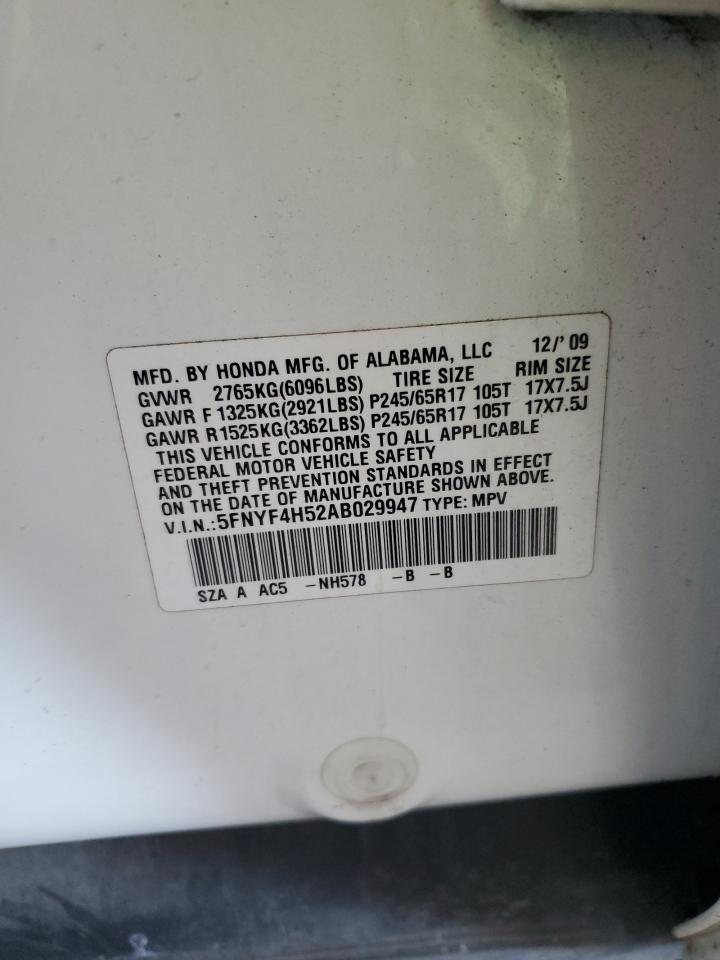 MFD. BY HONDA MFG. OF ALABAMA, LLC 12/'09
GVWR 2765KG(6096LBS) TIRE SIZE RIM SIZE
GAWR F 1325KG(2921LBS) P245/65R17 105T 17X7.5J
GAWR R1525KG(3362LBS) P245/65R17 105T 17X7.5J
THIS VEHICLE CONFORMS TO ALL APPLICABLE
FEDERAL MOTOR VEHICLE SAFETY
AND THEFT PREVENTION STANDARDS IN EFFECT
ON THE DATE OF MANUFACTURE SHOWN ABOVE.
V.I.N.:5FNYF4H52AB029947 TYPE: MPV
SZA A AC5 -NH578 -B -B